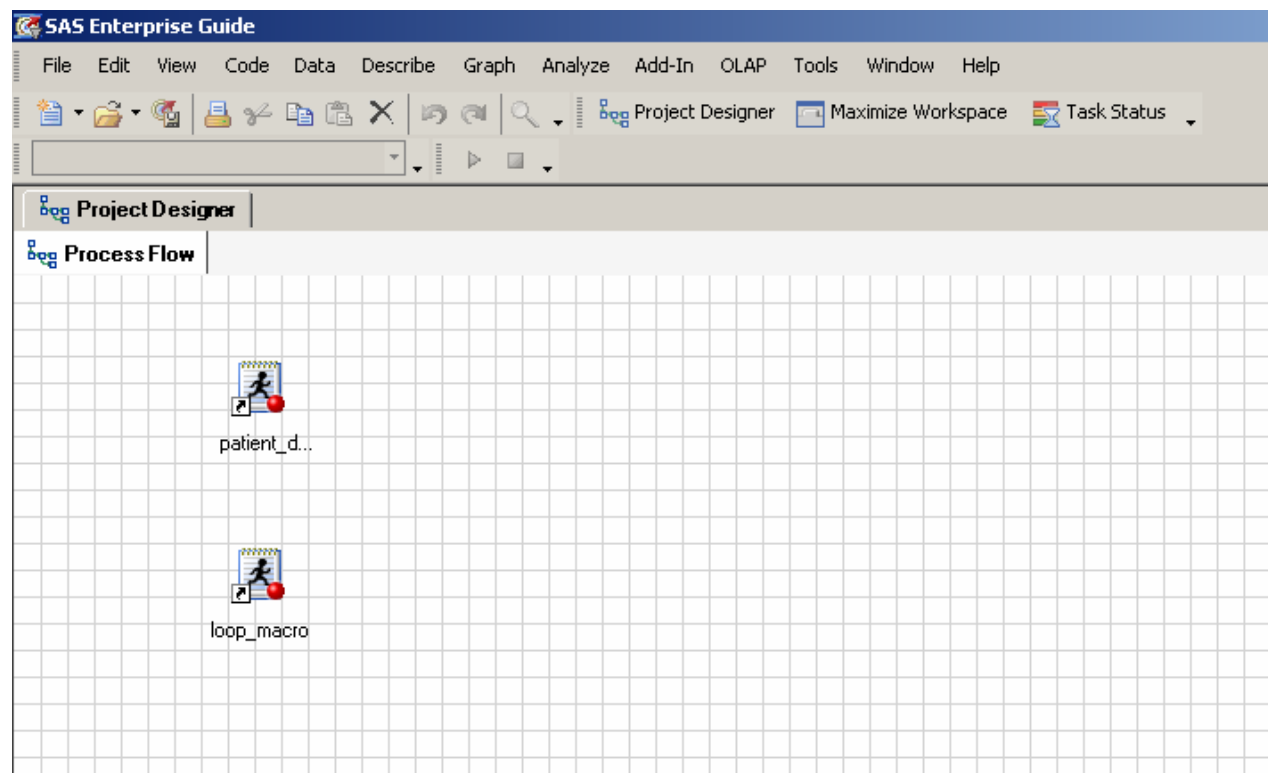 SAS Enterprise Guide
File Edit View Code Data Describe Graph Analyze Add-In OLAP Tools Window Help
Project Designer Maximize Workspace Task Status
Project Designer
Process Flow
patient_d...
loop_macro